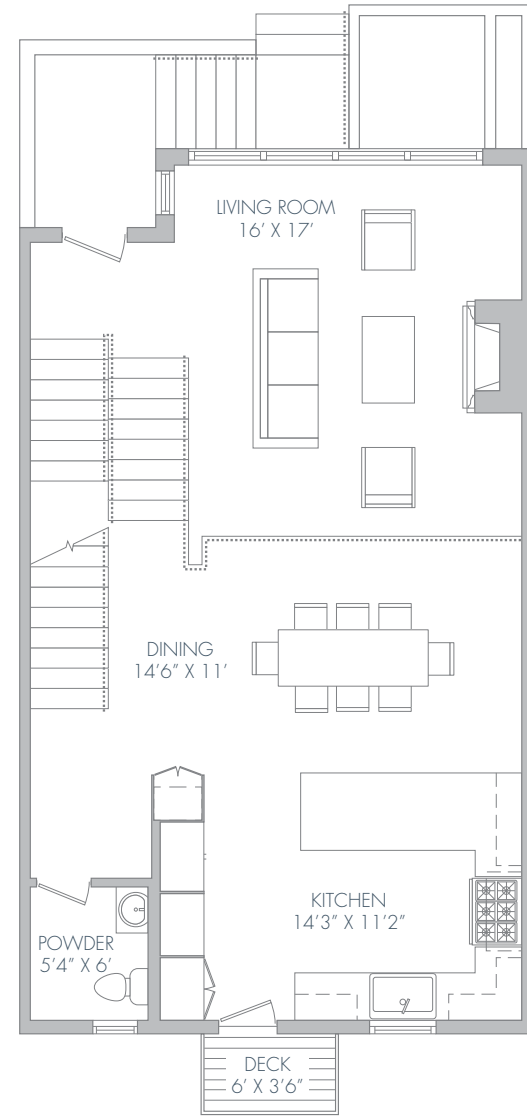 LIVING ROOM
16’ X 17’
DINING
14’6” X 11’
KITCHEN
14’3” X 11’2”
POWDER
5’4” X 6’
DECK
6’ X 3’6”